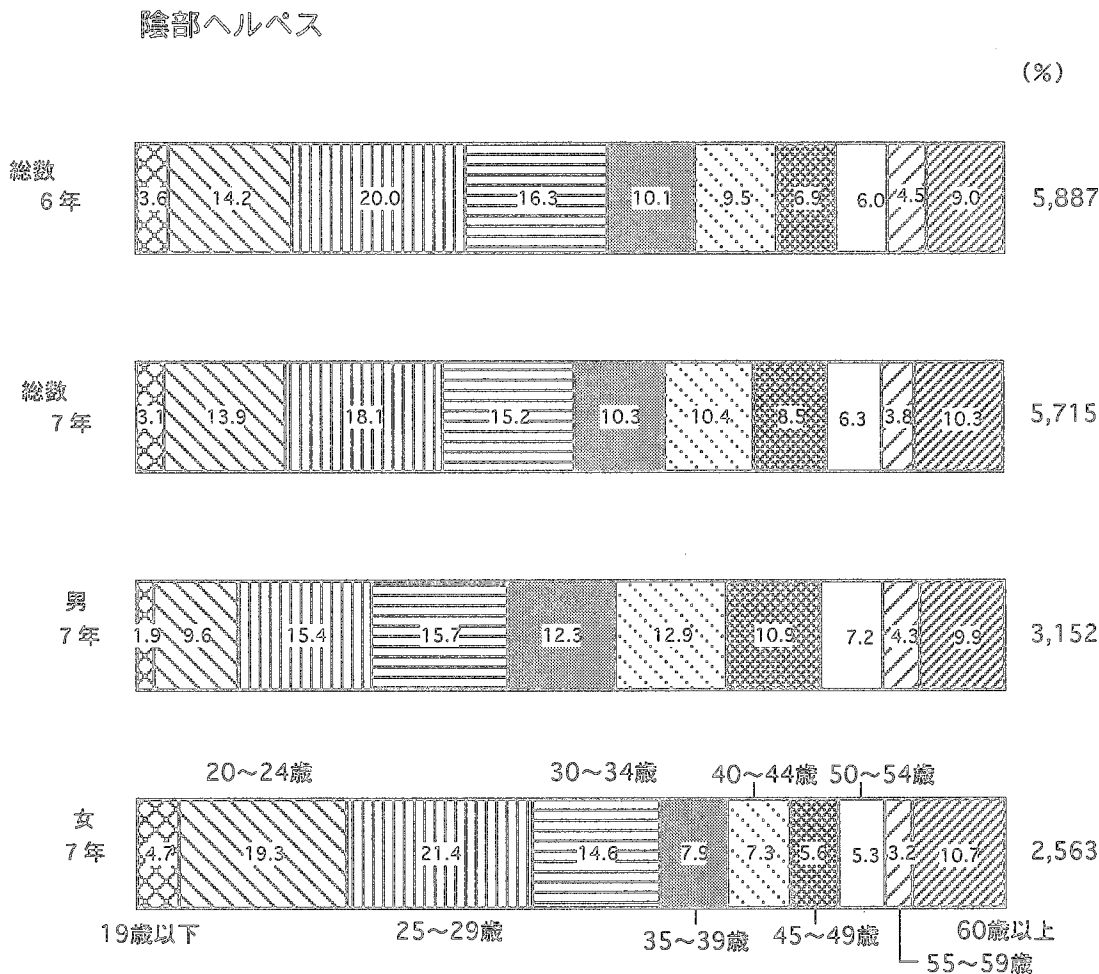 陰部ヘルペス
(%)
総数
6年
3.6 14.2 20.0 16.3 10.1 9.5 6.9 6.0 4.5 9.0 5,887
総数
7年
3.1 13.9 18.1 15.2 10.3 10.4 8.5 6.3 3.8 10.3 5,715
男
7年
1.9 9.6 15.4 15.7 12.3 12.9 10.9 7.2 4.3 9.9 3,152
20〜24歳 30〜34歳 40〜44歳 50〜54歳
女
7年
4.7 19.3 21.4 14.6 7.9 7.3 5.6 5.3 3.2 10.7 2,563
19歳以下 25〜29歳 35〜39歳 45〜49歳 60歳以上
55〜59歳